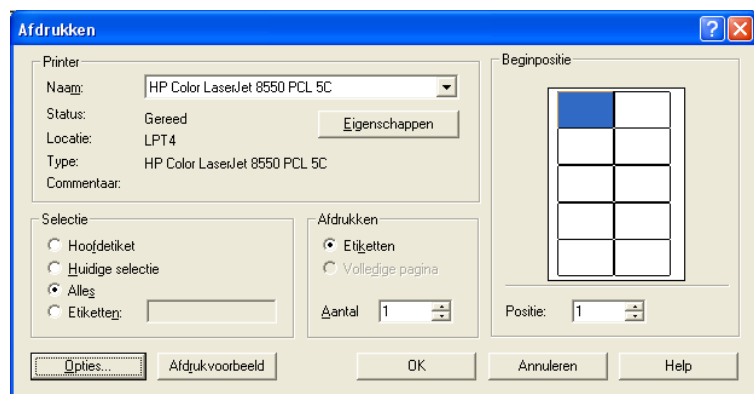 Afdrukken
Printer
Naam: HP Color LaserJet 8550 PCL 5C
Status: Gereed
Eigenschappen
Locatie: LPT4
Type: HP Color LaserJet 8550 PCL 5C
Commentaar:
Beginpositie
Positie: 1
Selectie
Hoofdetiket
Huidige selectie
Alles
Etiketten:
Afdrukken
Etiketten
Volledige pagina
Aantal 1
Opties...
Afdrukvoorbeeld
OK
Annuleren
Help